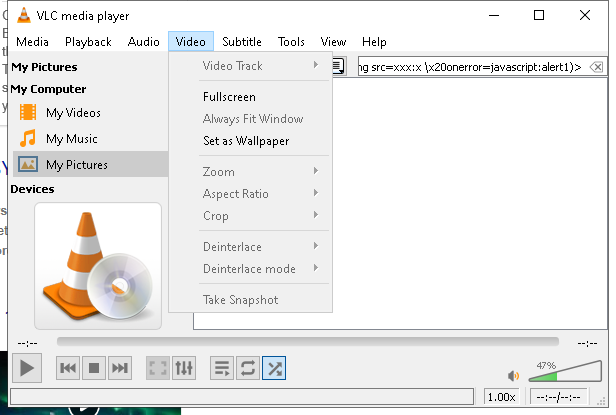 VLC media player
Media Playback Audio Video Subtitle Tools View Help
My Pictures
My Computer
My Videos
My Music
My Pictures
Devices
Video Track
Fullscreen
Always Fit Window
Set as Wallpaper
Zoom
Aspect Ratio
Crop
Deinterlace
Deinterlace mode
Take Snapshot
ng src=xxx:x \x20onerror=javascript:alert1)>
--:-- --:--
47%
1.00x --:--/--:--